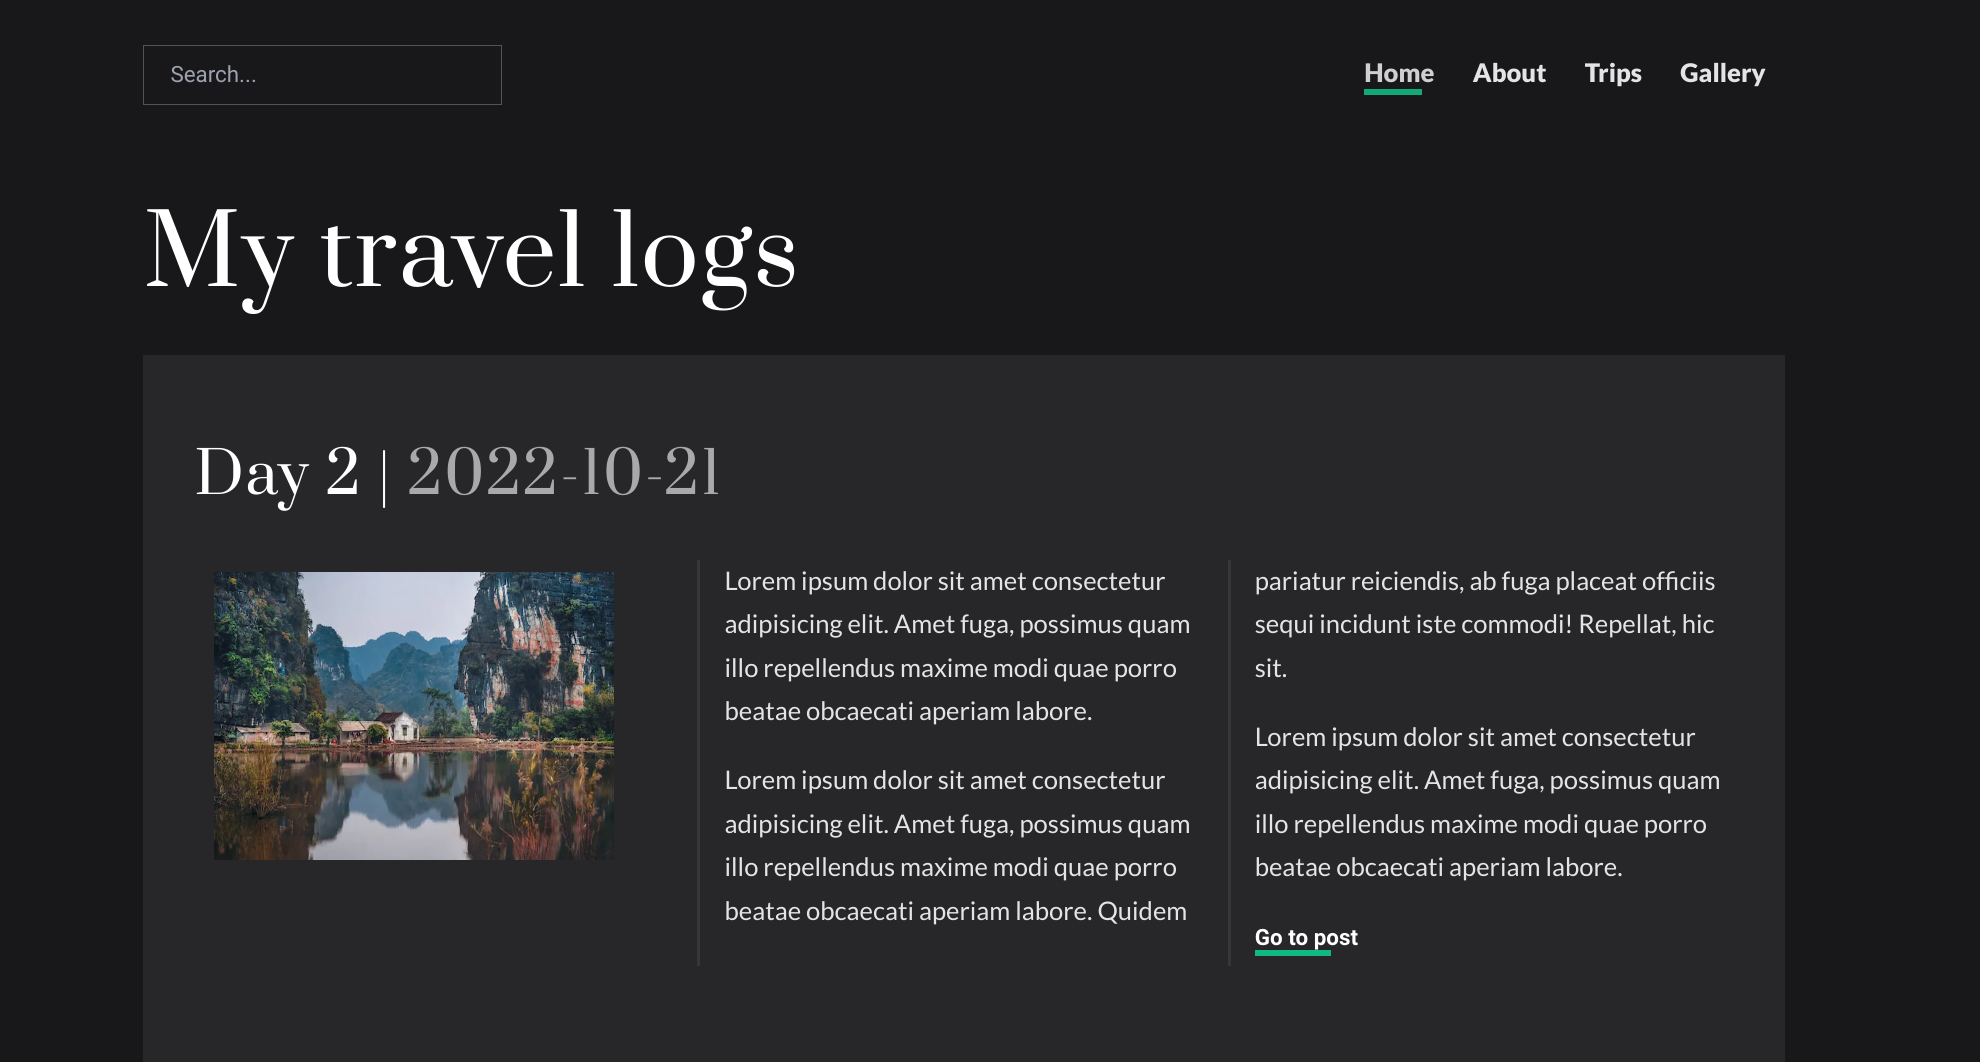 Search...
Home About Trips Gallery
My travel logs
Day 2 | 2022-10-21
Lorem ipsum dolor sit amet consectetur
adipisicing elit. Amet fuga, possimus quam
illo repellendus maxime modi quae porro
beatae obcaecati aperiam labore.
Lorem ipsum dolor sit amet consectetur
adipisicing elit. Amet fuga, possimus quam
illo repellendus maxime modi quae porro
beatae obcaecati aperiam labore. Quidem
pariatur reiciendis, ab fuga placeat officiis
sequi incidunt iste commodi! Repellat, hic
sit.
Lorem ipsum dolor sit amet consectetur
adipisicing elit. Amet fuga, possimus quam
illo repellendus maxime modi quae porro
beatae obcaecati aperiam labore.
Go to post